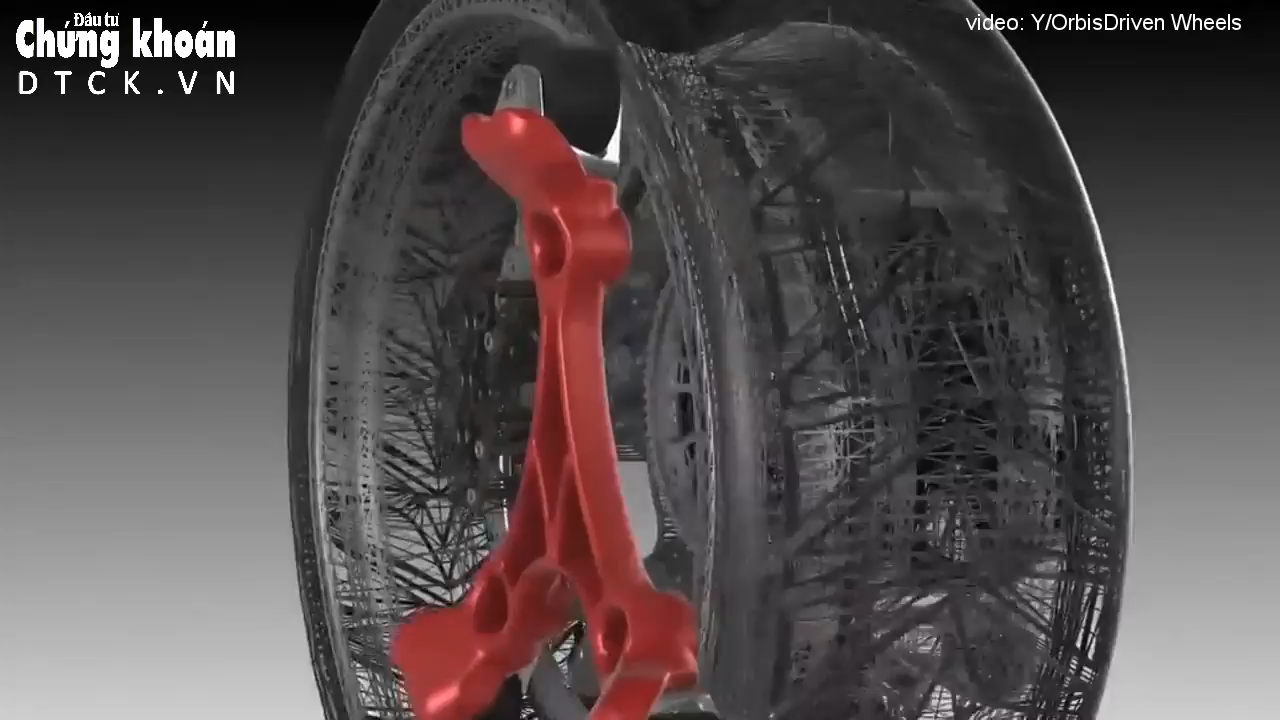 Đầu tư
Chứng khoán
DTCK.VN
video: Y/OrbisDriven Wheels